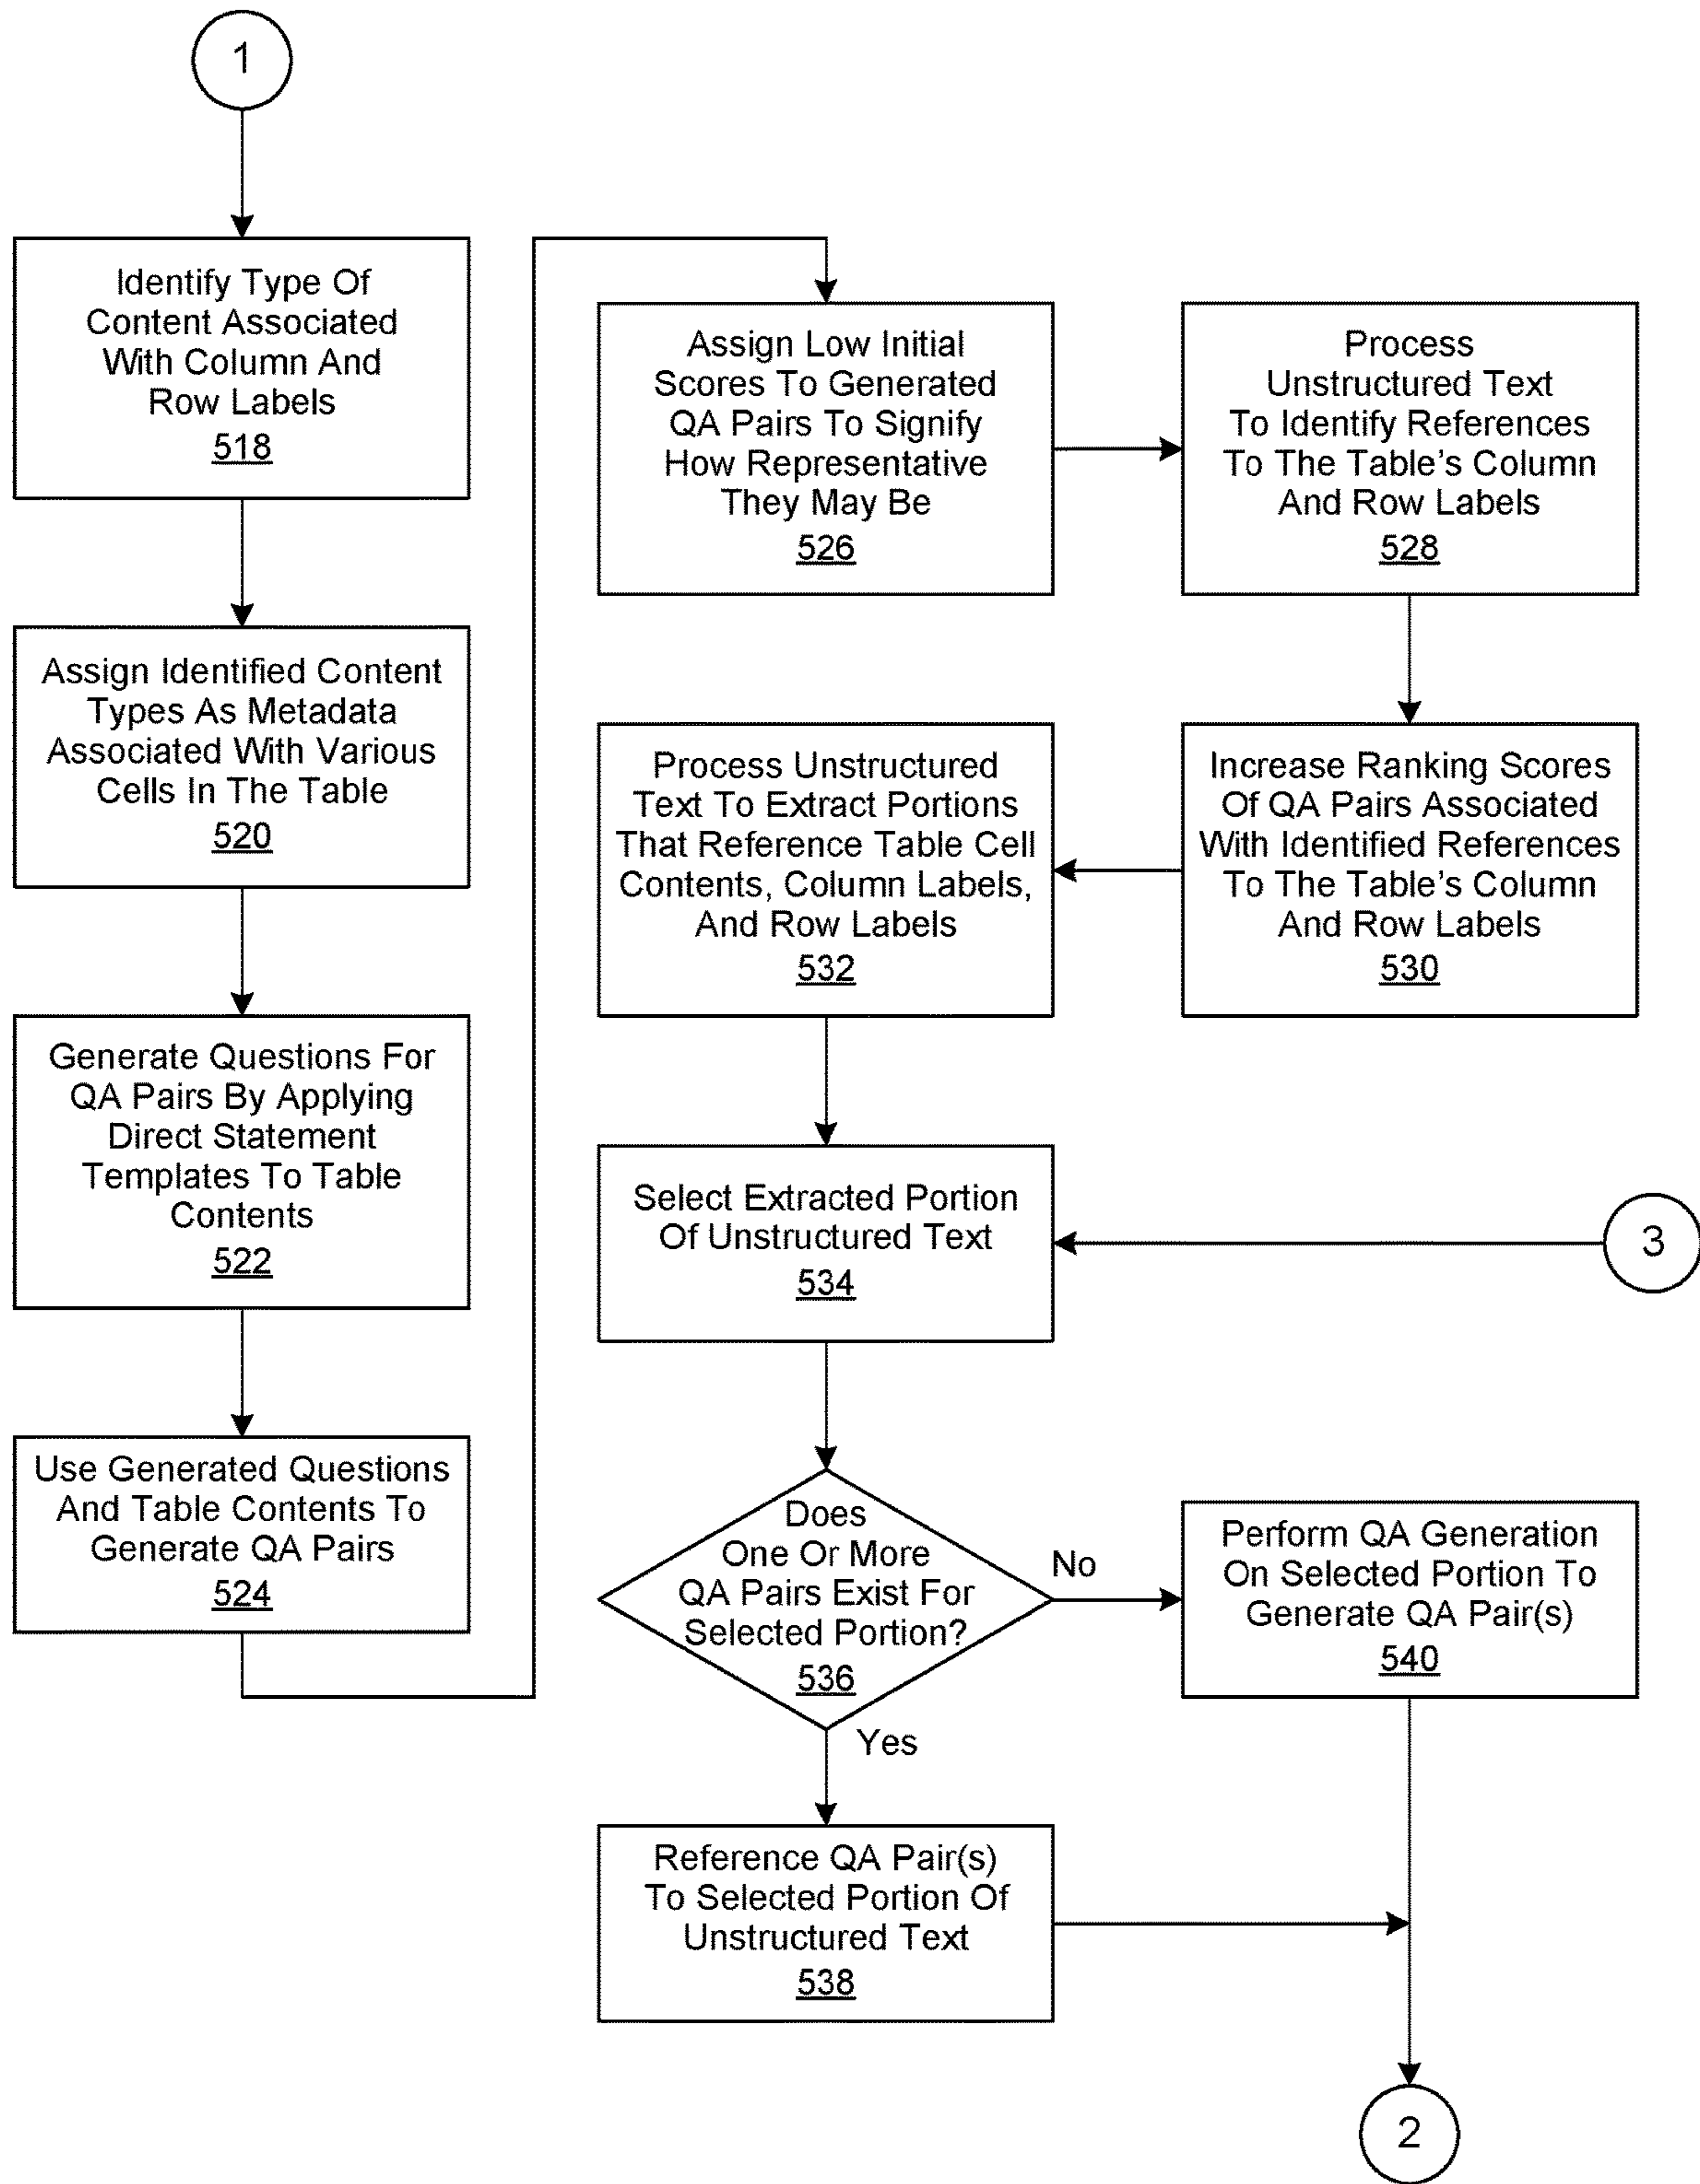 1
Identify Type Of
Content Associated
With Column And
Row Labels
518
Assign Identified Content
Types As Metadata
Associated With Various
Cells In The Table
520
Generate Questions For
QA Pairs By Applying
Direct Statement
Templates To Table
Contents
522
Use Generated Questions
And Table Contents To
Generate QA Pairs
524
Assign Low Initial
Scores To Generated
QA Pairs To Signify
How Representative
They May Be
526
Process
Unstructured Text
To Identify References
To The Table's Column
And Row Labels
528
Increase Ranking Scores
Of QA Pairs Associated
With Identified References
To The Table's Column
And Row Labels
530
Process Unstructured
Text To Extract Portions
That Reference Table Cell
Contents, Column Labels,
And Row Labels
532
Select Extracted Portion
Of Unstructured Text
534
3
Does
One Or More
QA Pairs Exist For
Selected Portion?
536
No
Yes
Perform QA Generation
On Selected Portion To
Generate QA Pair(s)
540
Reference QA Pair(s)
To Selected Portion Of
Unstructured Text
538
2